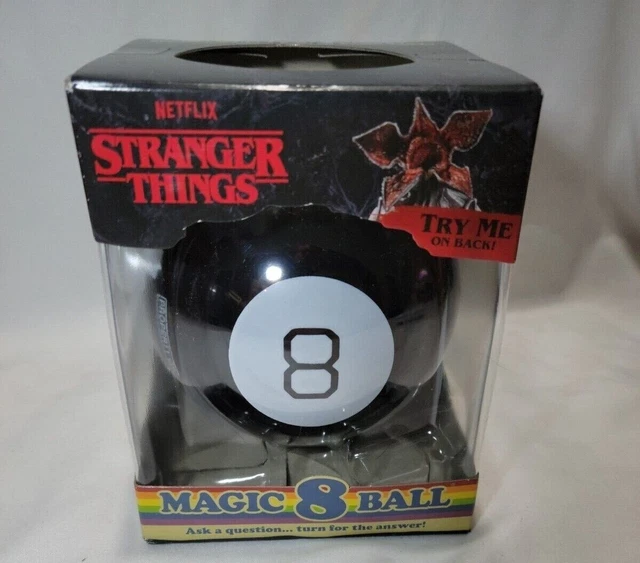 NETFLIX
STRANGER
THINGS
TRY ME
ON BACK!
8
MAGIC 8 BALL
Ask a question... turn for the answer!